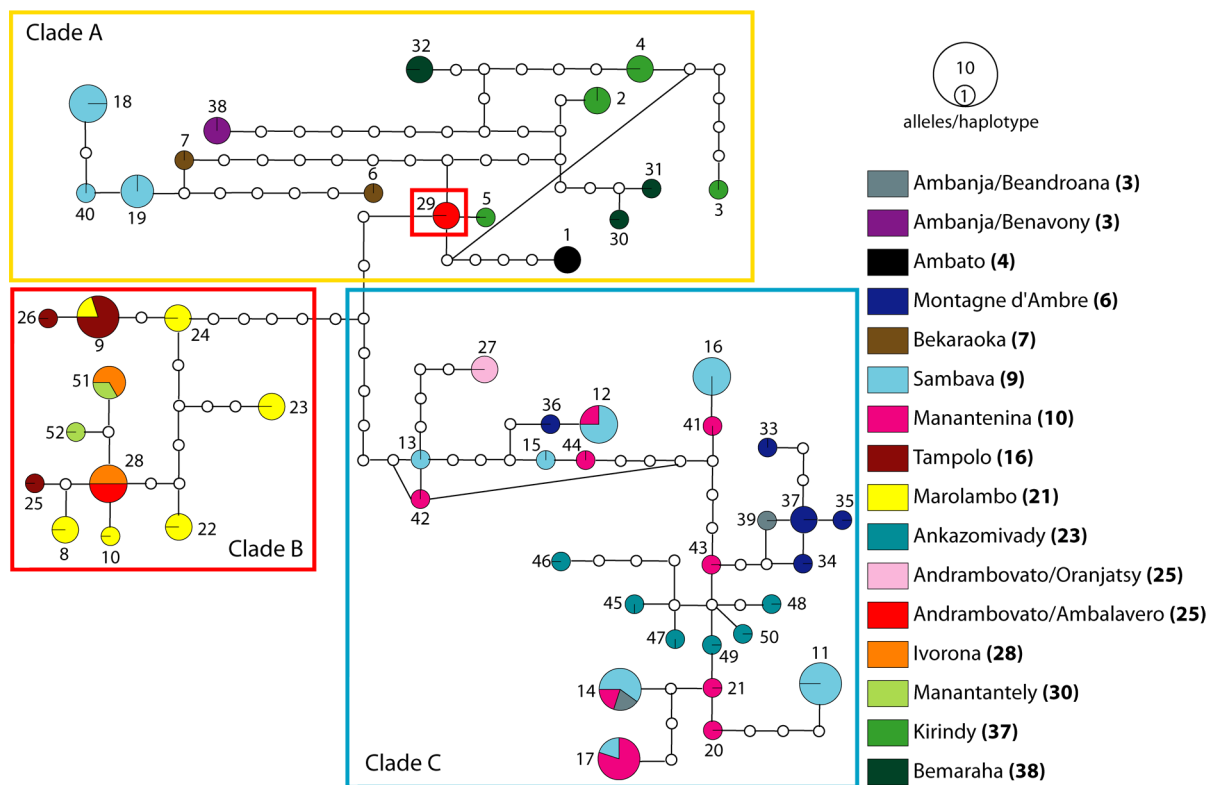 Clade A
32
4
10
1
alleles/haplotype
18
38
2
7
6
31
3
40
19
29
5
1
30
Ambanja/Beandroana (3)
Ambanja/Benavony (3)
Ambato (4)
Montagne d'Ambre (6)
Bekaraoka (7)
Sambava (9)
Manantenina (10)
Tampolo (16)
Marolambo (21)
Ankazomivady (23)
Andrambovato/Oranjatsy (25)
Andrambovato/Ambalavero (25)
Ivorona (28)
Manantantely (30)
Kirindy (37)
Bemaraha (38)
26
9
24
51
23
52
28
25
8
10
22
Clade B
27
16
36
12
41
13
15
44
33
42
39
37
35
43
34
46
45
48
47
50
49
14
21
11
20
17
Clade C